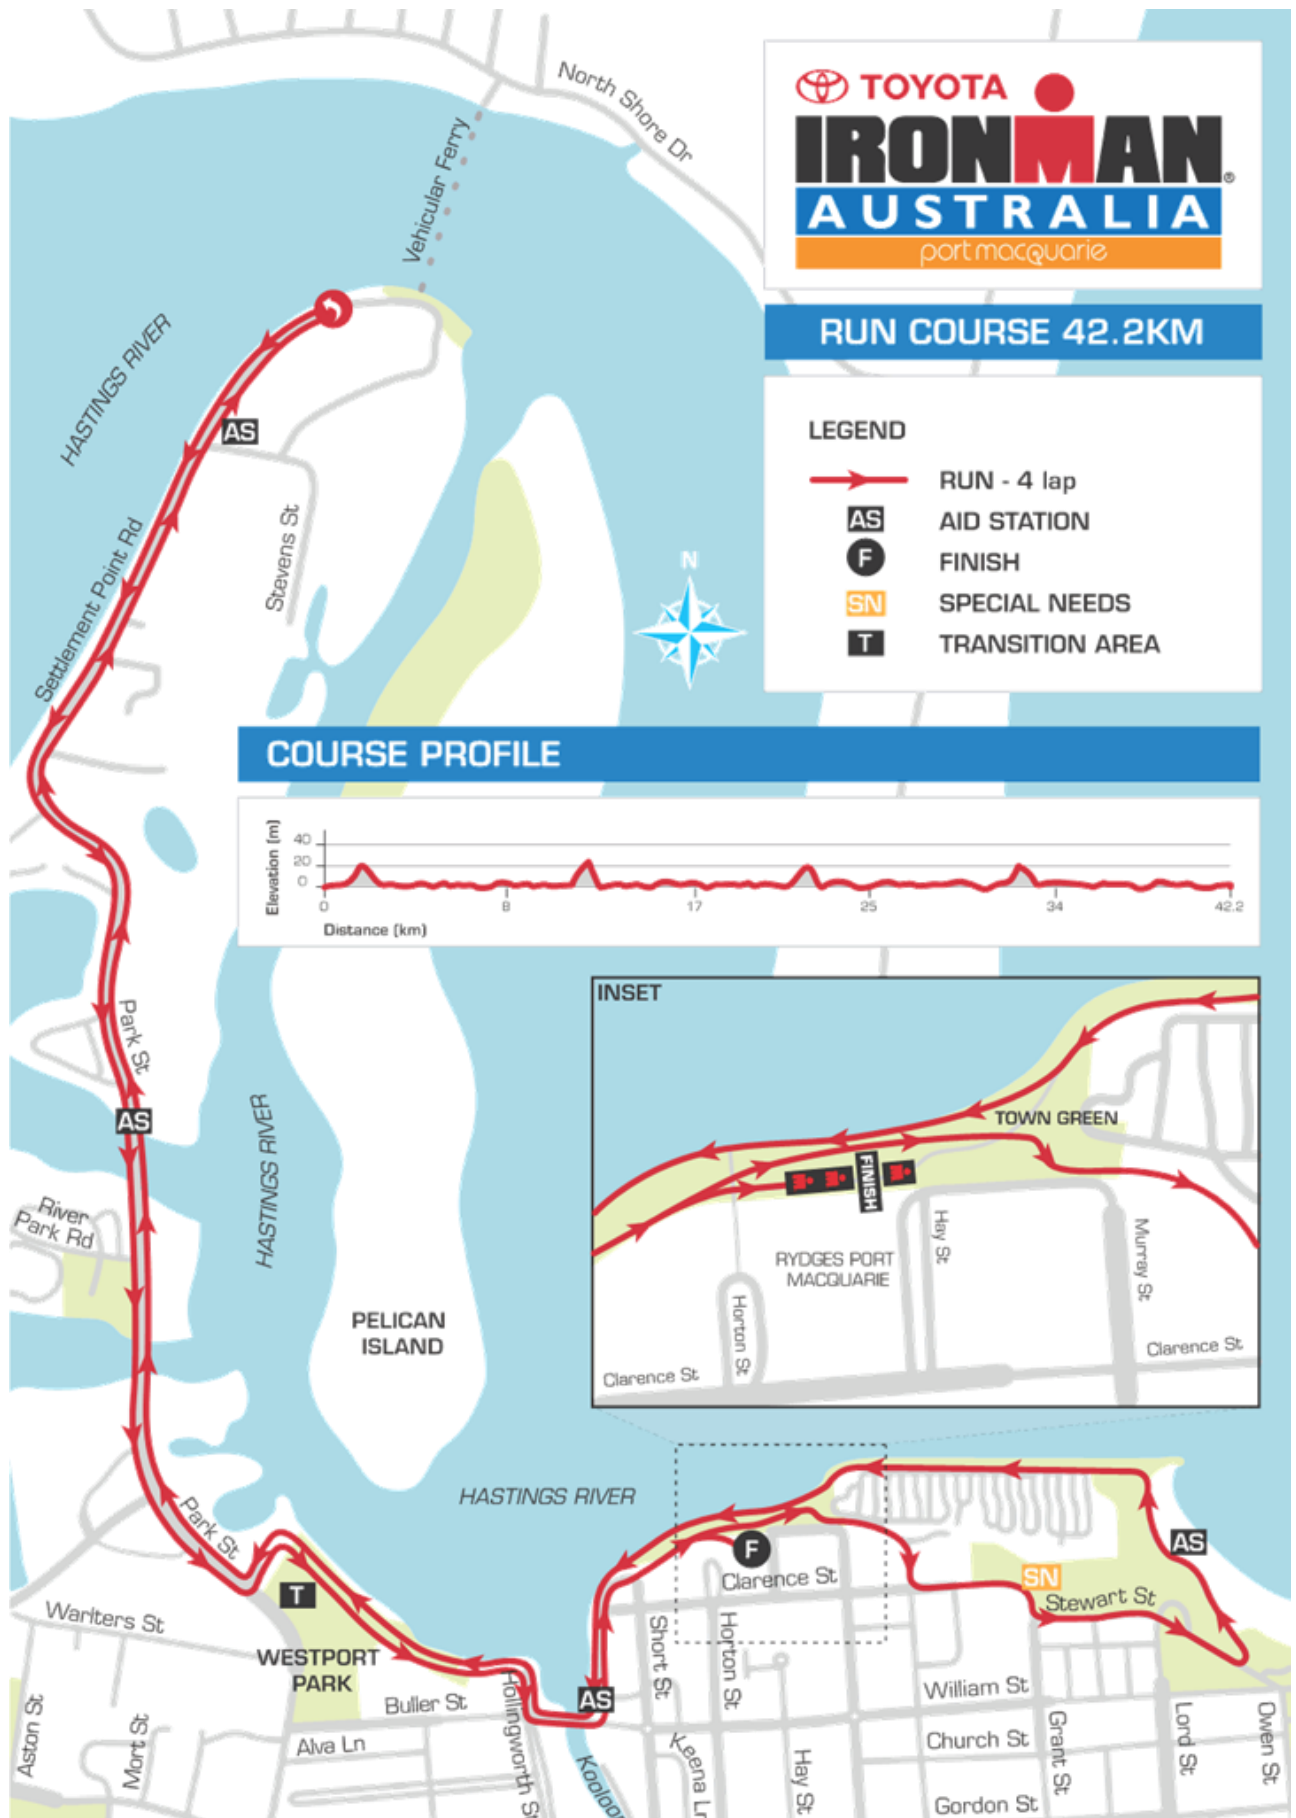 TOYOTA
IRONMAN®
AUSTRALIA
port macquarie
RUN COURSE 42.2KM
LEGEND
RUN - 4 lap
AS AID STATION
F FINISH
SN SPECIAL NEEDS
T TRANSITION AREA
North Shore Dr
Vehicular Ferry
HASTINGS RIVER
AS
Stevens St
Settlement Point Rd
N
COURSE PROFILE
Elevation (m)
40
20
0
0 8 17 25 34 42.2
Distance (km)
INSET
TOWN GREEN
FINISH
RYDGES PORT
MACQUARIE
Hay St
Murray St
Horton St
Clarence St
Clarence St
Park St
AS
HASTINGS RIVER
River
Park Rd
PELICAN
ISLAND
HASTINGS RIVER
Park St
T
WESTPORT
PARK
Warlters St
Buller St
Alva Ln
Aston St
Mort St
Hollingworth St
AS
F
Clarence St
SN
Stewart St
AS
Short St
Horton St
William St
Church St
Gordon St
Keena Ln
Hay St
Grant St
Lord St
Owen St